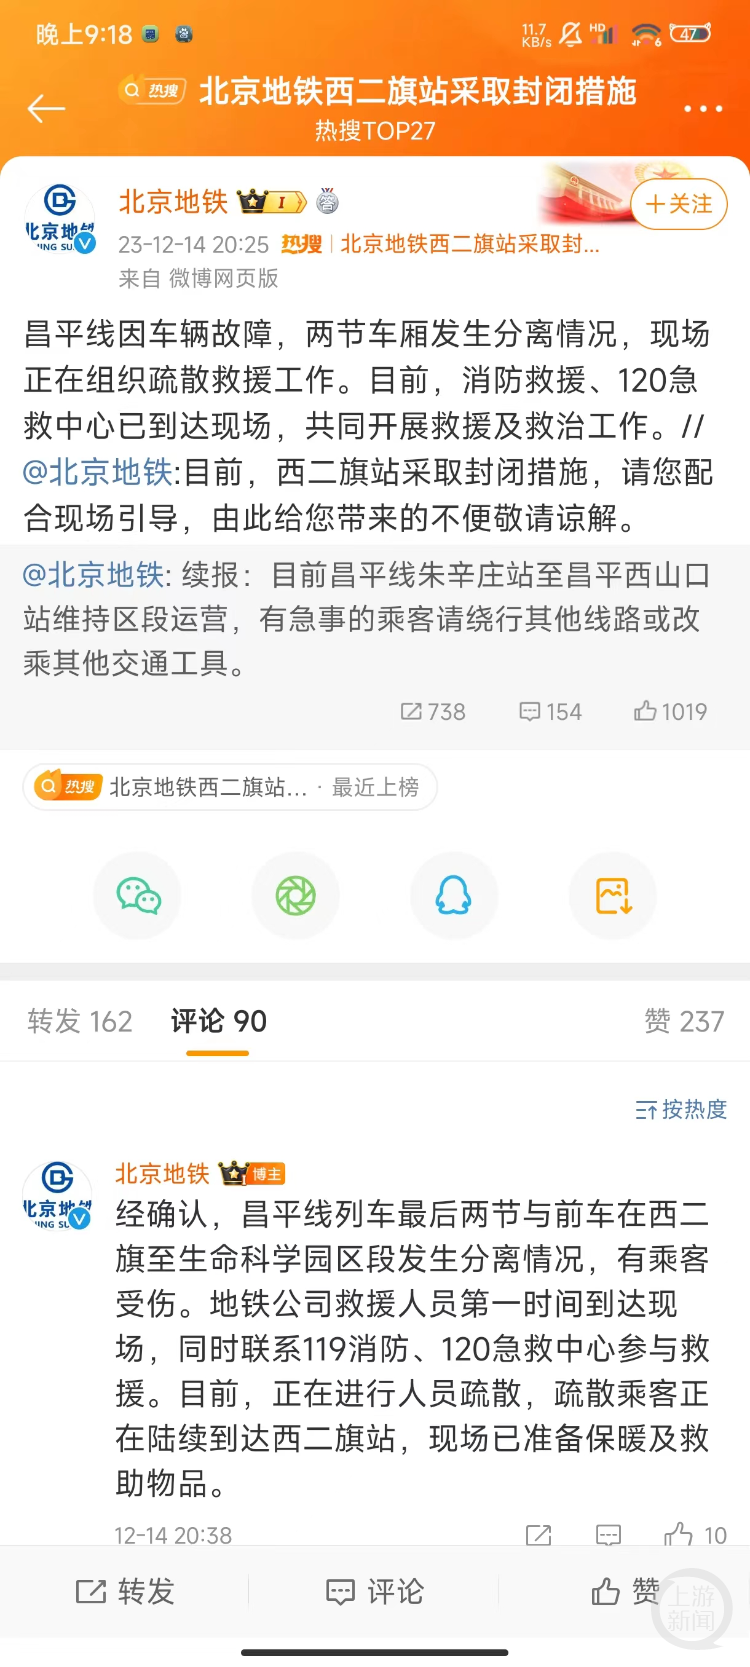 晚上9:18
11.7
KB/s
HD
6
47
热搜 北京地铁西二旗站采取封闭措施
热搜TOP27
北京地铁 I
北京地铁
+关注
23-12-14 20:25 热搜 | 北京地铁西二旗站采取封...
来自 微博网页版
昌平线因车辆故障，两节车厢发生分离情况，现场
正在组织疏散救援工作。目前，消防救援、120急
救中心已到达现场，共同开展救援及救治工作。//
@北京地铁:目前，西二旗站采取封闭措施，请您配
合现场引导，由此给您带来的不便敬请谅解。
@北京地铁: 续报：目前昌平线朱辛庄站至昌平西山口
站维持区段运营，有急事的乘客请绕行其他线路或改
乘其他交通工具。
738 154 1019
热搜 北京地铁西二旗站... · 最近上榜
转发 162 评论 90 赞 237
按热度
北京地铁 博主
北京地铁
经确认，昌平线列车最后两节与前车在西二
旗至生命科学园区段发生分离情况，有乘客
受伤。地铁公司救援人员第一时间到达现
场，同时联系119消防、120急救中心参与救
援。目前，正在进行人员疏散，疏散乘客正
在陆续到达西二旗站，现场已准备保暖及救
助物品。
12-14 20:38 10
转发 评论 赞
上游
新闻